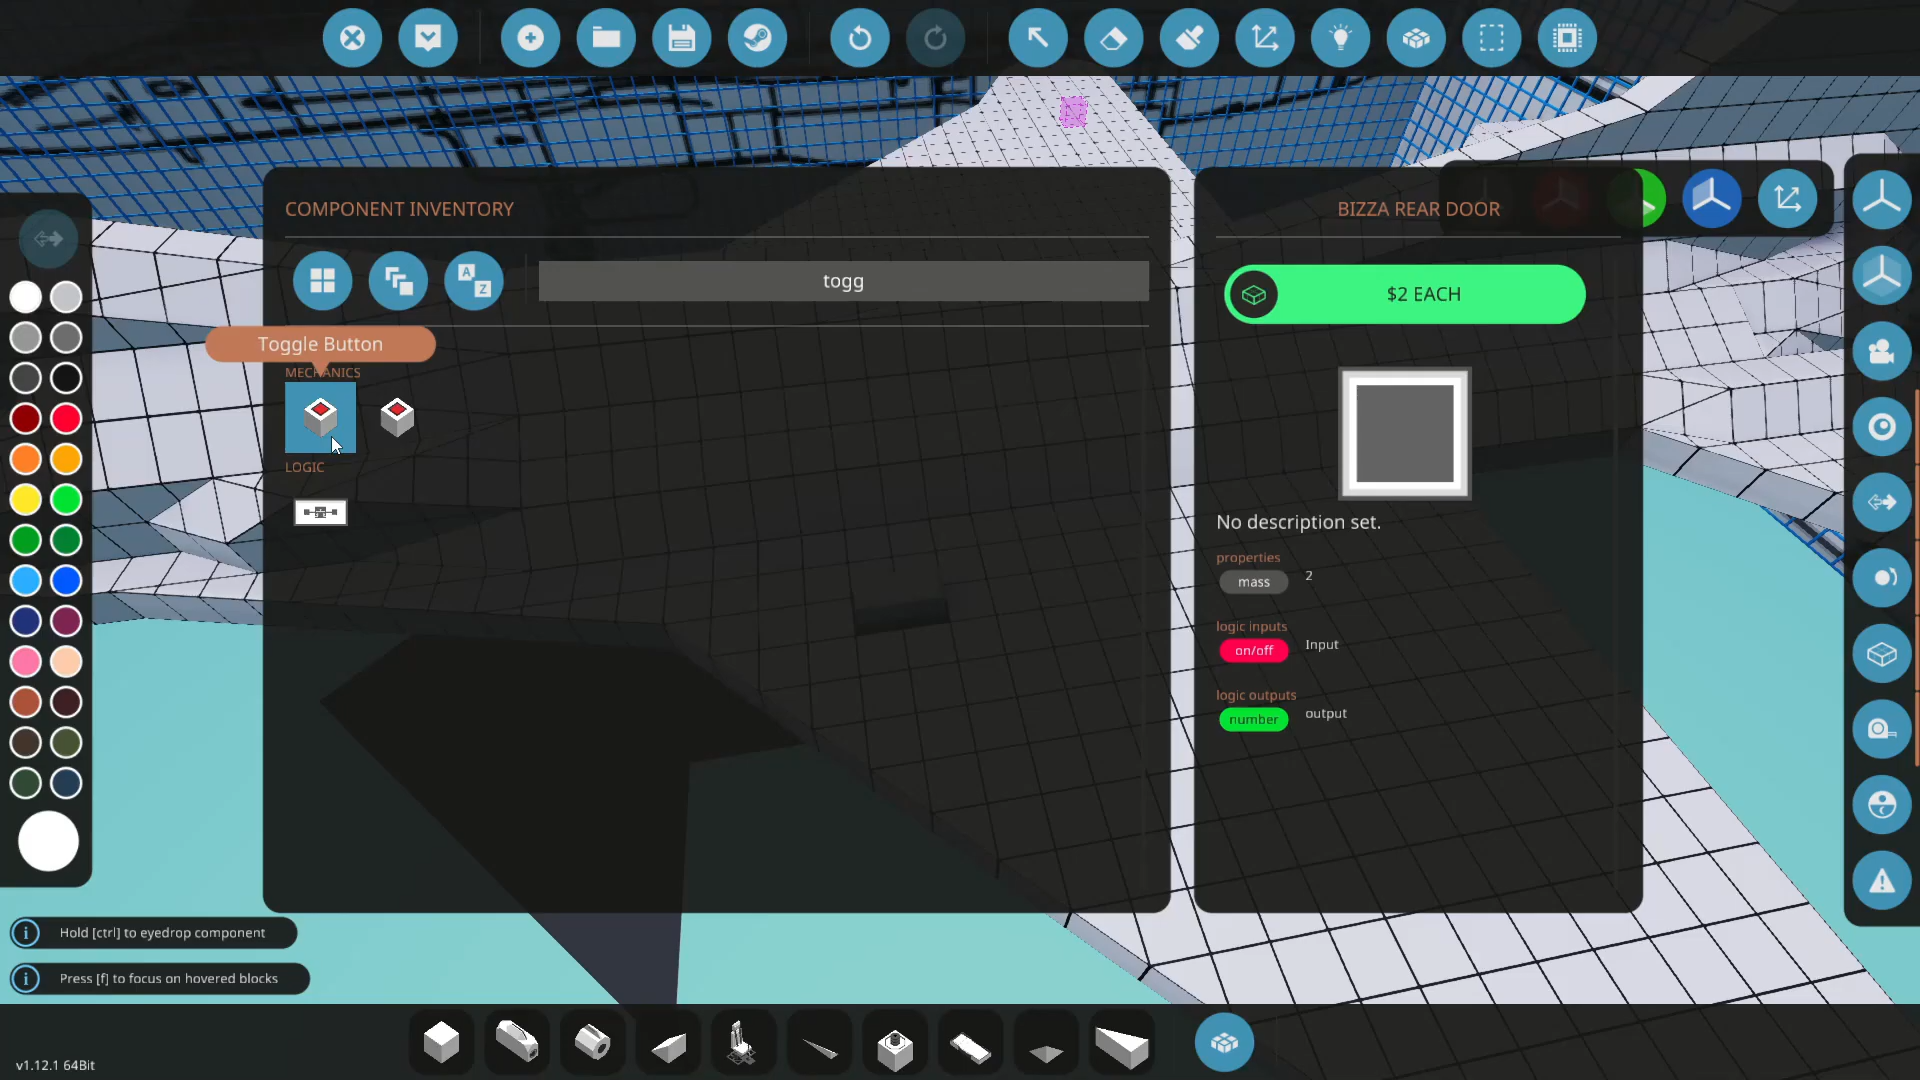 COMPONENT INVENTORY
A
Z
togg
Toggle Button
MECHANICS
LOGIC
BIZZA REAR DOOR
$2 EACH
No description set.
properties
mass 2
logic inputs
on/off Input
logic outputs
number output
Hold [ctrl] to eyedrop component
Press [f] to focus on hovered blocks
v1.12.1 64Bit